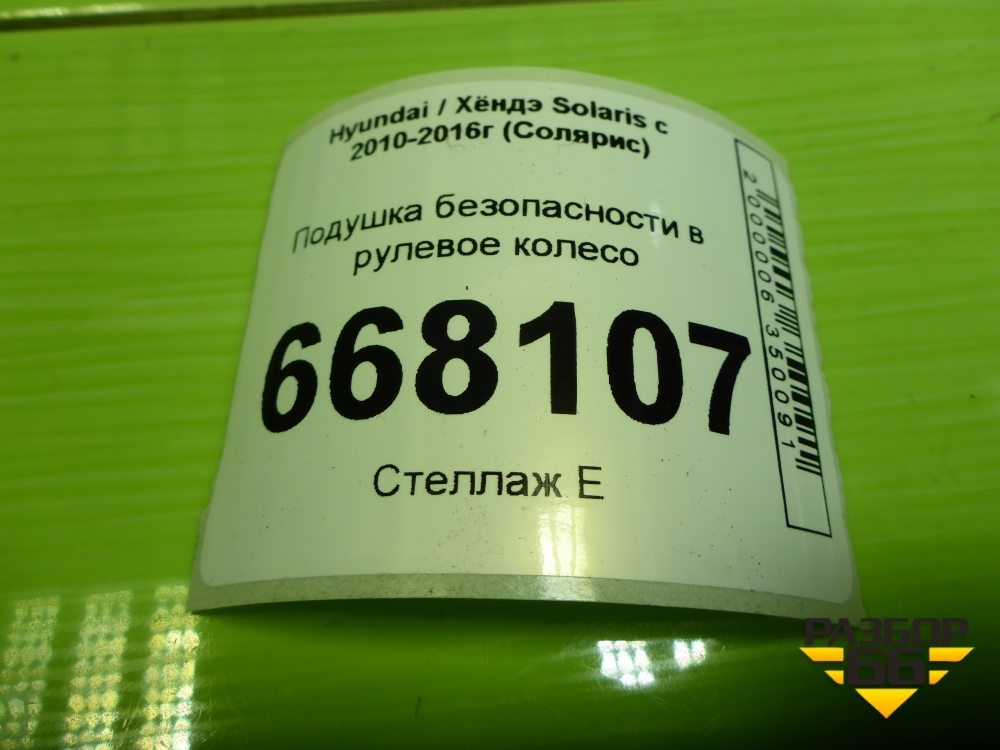 Hyundai / Хёндэ Solaris с
2010-2016г (Солярис)
Подушка безопасности в
рулевое колесо
668107
Стеллаж Е
2000006350091
РАЗБОР
66